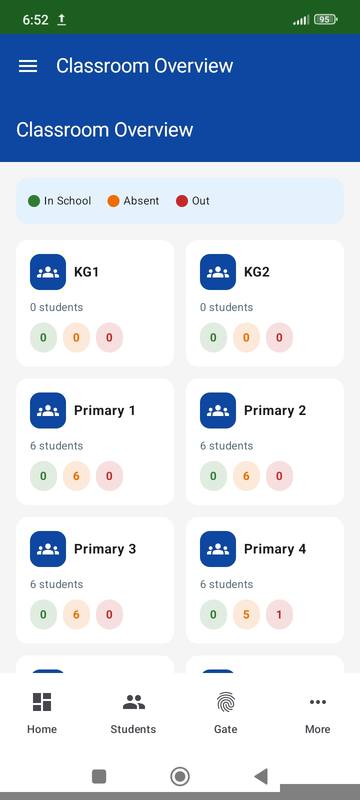 6:52 95
Classroom Overview
Classroom Overview
In School Absent Out
KG1
0 students
0 0 0
KG2
0 students
0 0 0
Primary 1
6 students
0 6 0
Primary 2
6 students
0 6 0
Primary 3
6 students
0 6 0
Primary 4
6 students
0 5 1
Home Students Gate More